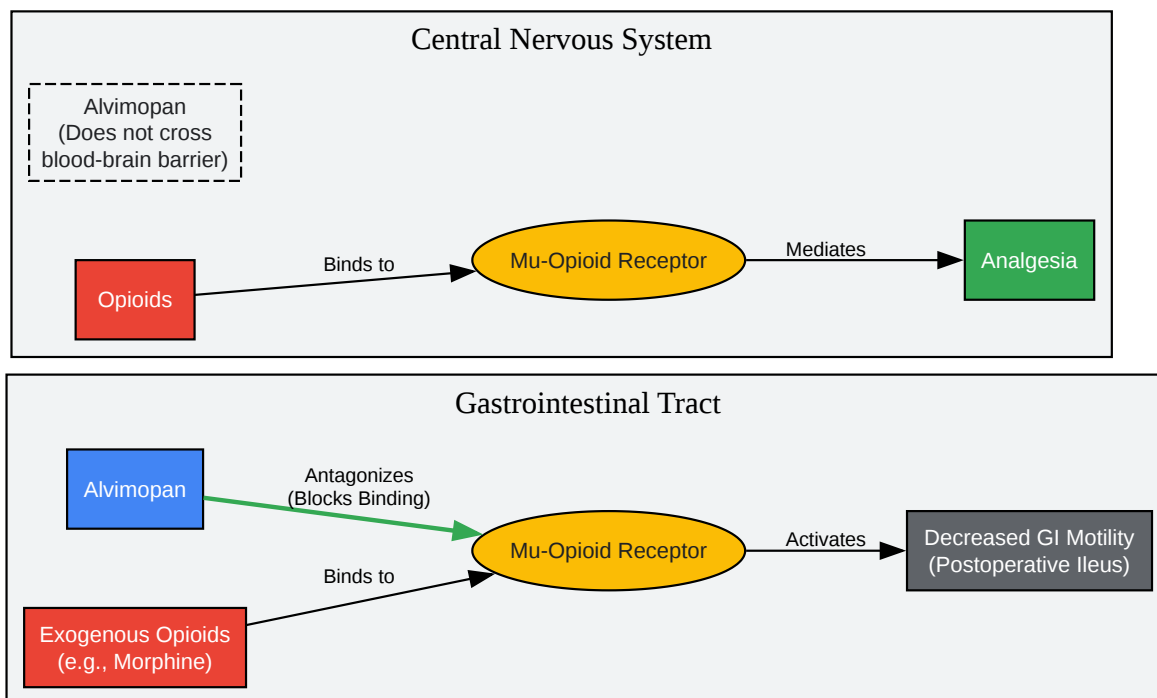 Central Nervous System
Alvimopan
(Does not cross
blood-brain barrier)
Opioids
Binds to
Mu-Opioid Receptor
Mediates
Analgesia
Gastrointestinal Tract
Alvimopan
Antagonizes
(Blocks Binding)
Exogenous Opioids
(e.g., Morphine)
Binds to
Mu-Opioid Receptor
Activates
Decreased GI Motility
(Postoperative Ileus)